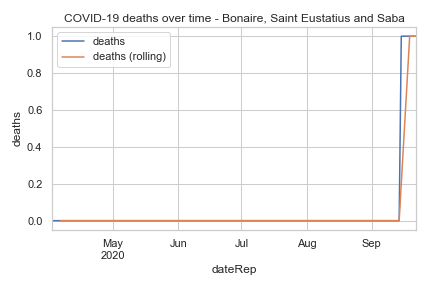 COVID-19 deaths over time - Bonaire, Saint Eustatius and Saba
deaths
deaths (rolling)
1.0
0.8
0.6
0.4
0.2
0.0
deaths
May
2020
Jun
Jul
Aug
Sep
dateRep